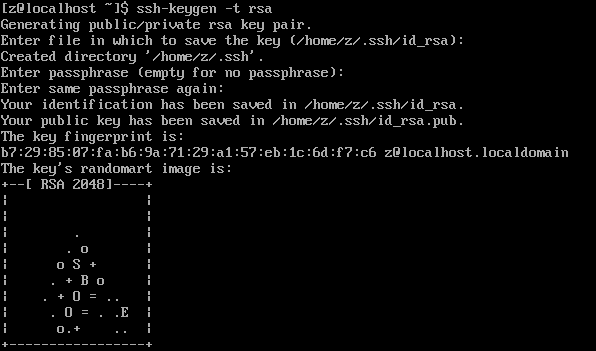 [z@localhost ~]$ ssh-keygen -t rsa
Generating public/private rsa key pair.
Enter file in which to save the key (/home/z/.ssh/id_rsa):
Created directory '/home/z/.ssh'.
Enter passphrase (empty for no passphrase):
Enter same passphrase again:
Your identification has been saved in /home/z/.ssh/id_rsa.
Your public key has been saved in /home/z/.ssh/id_rsa.pub.
The key fingerprint is:
b7:29:85:07:fa:b6:9a:71:29:a1:57:eb:1c:6d:f7:c6 z@localhost.localdomain
The key's randomart image is:
+--[ RSA 2048]----+
|                 |
|                 |
|        .        |
|       . o       |
|      o S +      |
|     . + B o     |
|    . + O = ..   |
|     . O = . .E  |
|      o.+    ..  |
+-----------------+